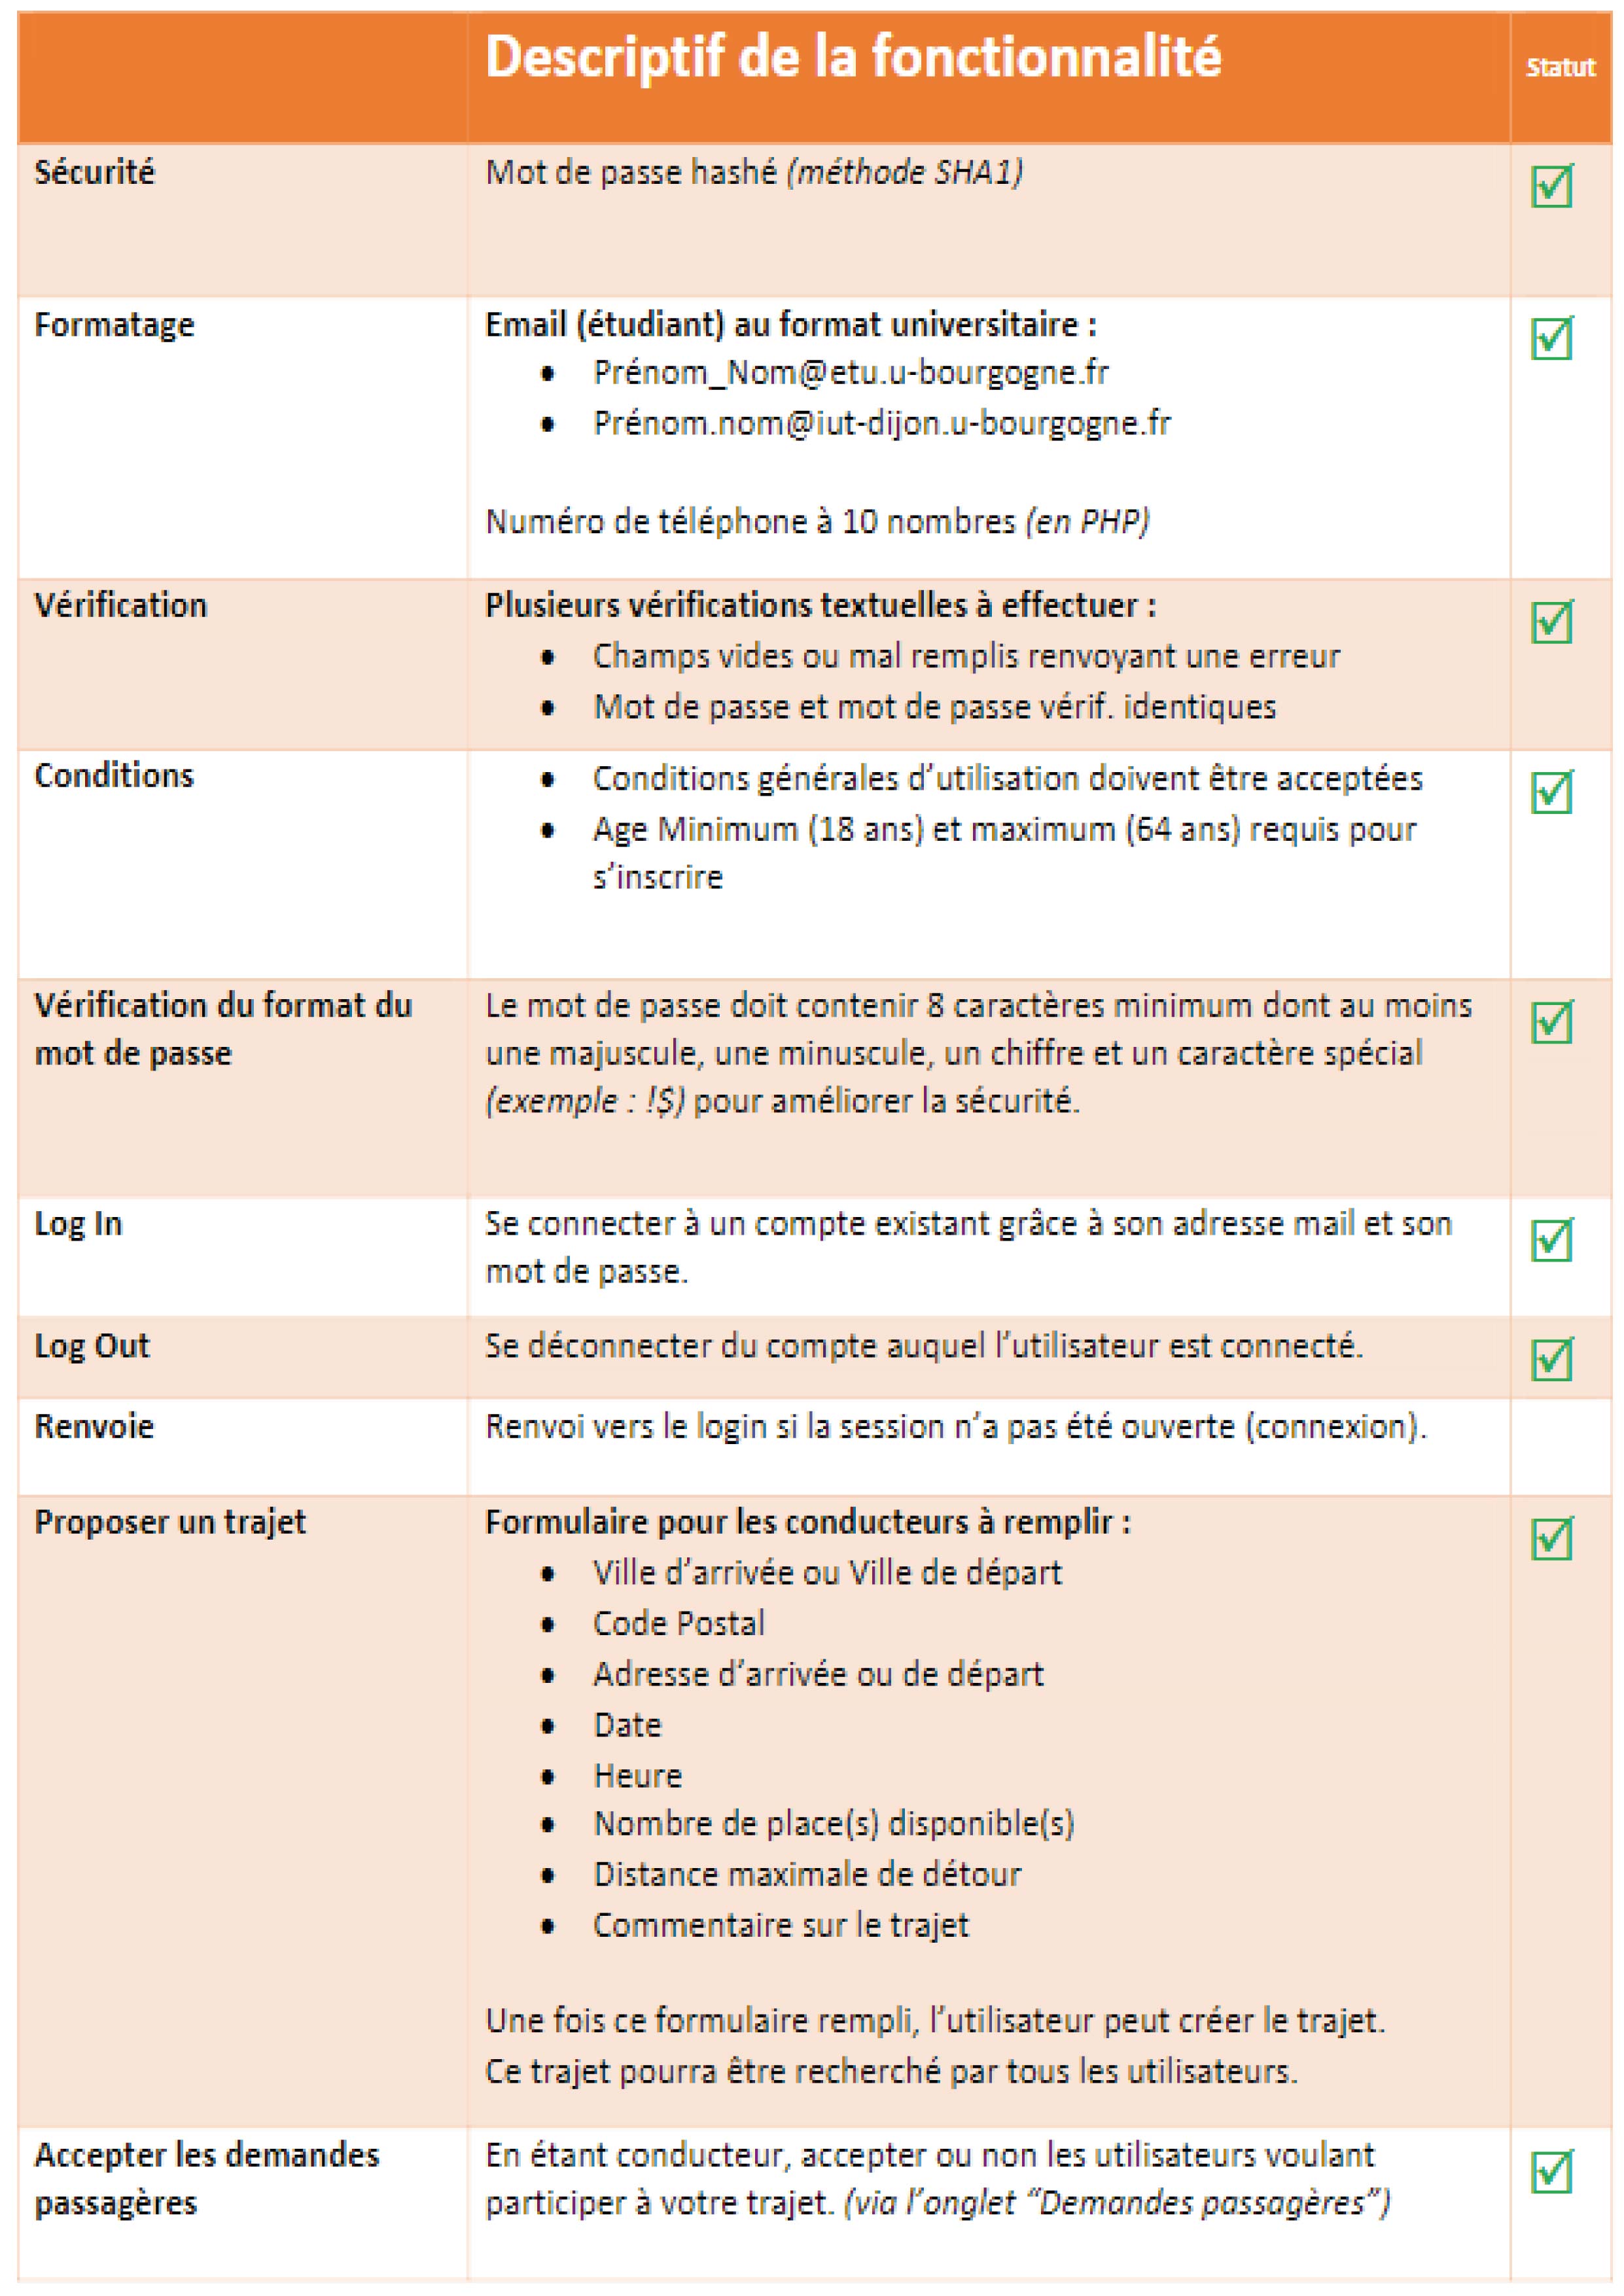 Descriptif de la fonctionnalité
Statut
Sécurité
Mot de passe hashé (méthode SHA1)
Formatage
Email (étudiant) au format universitaire :
• Prénom_Nom@etu.u-bourgogne.fr
• Prénom.nom@iut-dijon.u-bourgogne.fr
Numéro de téléphone à 10 nombres (en PHP)
Vérification
Plusieurs vérifications textuelles à effectuer :
• Champs vides ou mal remplis renvoyant une erreur
• Mot de passe et mot de passe vérif. identiques
Conditions
• Conditions générales d'utilisation doivent être acceptées
• Age Minimum (18 ans) et maximum (64 ans) requis pour
s'inscrire
Vérification du format du
mot de passe
Le mot de passe doit contenir 8 caractères minimum dont au moins
une majuscule, une minuscule, un chiffre et un caractère spécial
(exemple : !$) pour améliorer la sécurité.
Log In
Se connecter à un compte existant grâce à son adresse mail et son
mot de passe.
Log Out
Se déconnecter du compte auquel l'utilisateur est connecté.
Renvoie
Renvoi vers le login si la session n'a pas été ouverte (connexion).
Proposer un trajet
Formulaire pour les conducteurs à remplir :
• Ville d'arrivée ou Ville de départ
• Code Postal
• Adresse d'arrivée ou de départ
• Date
• Heure
• Nombre de place(s) disponible(s)
• Distance maximale de détour
• Commentaire sur le trajet
Une fois ce formulaire rempli, l'utilisateur peut créer le trajet.
Ce trajet pourra être recherché par tous les utilisateurs.
Accepter les demandes
passagères
En étant conducteur, accepter ou non les utilisateurs voulant
participer à votre trajet. (via l'onglet "Demandes passagères")